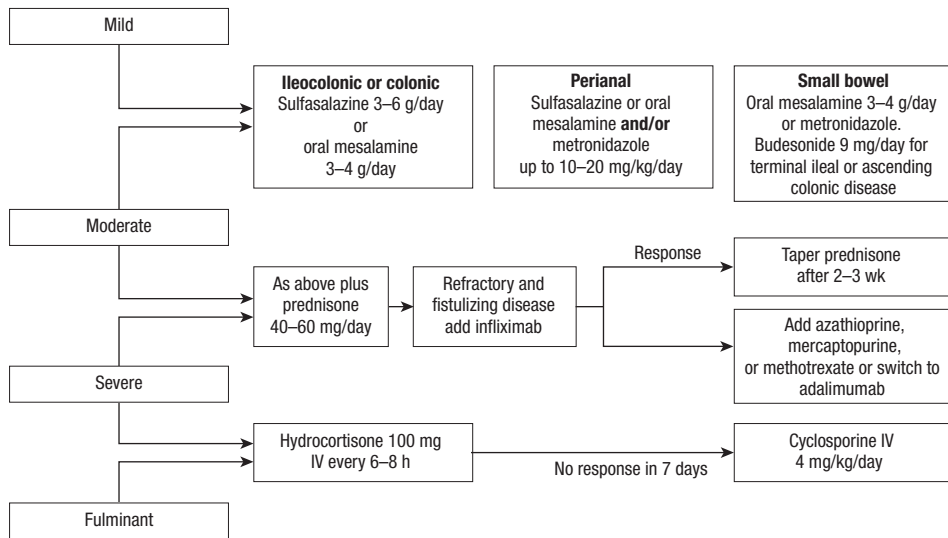 Mild
Ileocolonic or colonic
Sulfasalazine 3–6 g/day
or
oral mesalamine
3–4 g/day
Perianal
Sulfasalazine or oral
mesalamine and/or
metronidazole
up to 10–20 mg/kg/day
Small bowel
Oral mesalamine 3–4 g/day
or metronidazole.
Budesonide 9 mg/day for
terminal ileal or ascending
colonic disease
Moderate
As above plus
prednisone
40–60 mg/day
Refractory and
fistulizing disease
add infliximab
Response
Taper prednisone
after 2–3 wk
Add azathioprine,
mercaptopurine,
or methotrexate or switch to
adalimumab
Severe
Hydrocortisone 100 mg
IV every 6–8 h
No response in 7 days
Cyclosporine IV
4 mg/kg/day
Fulminant